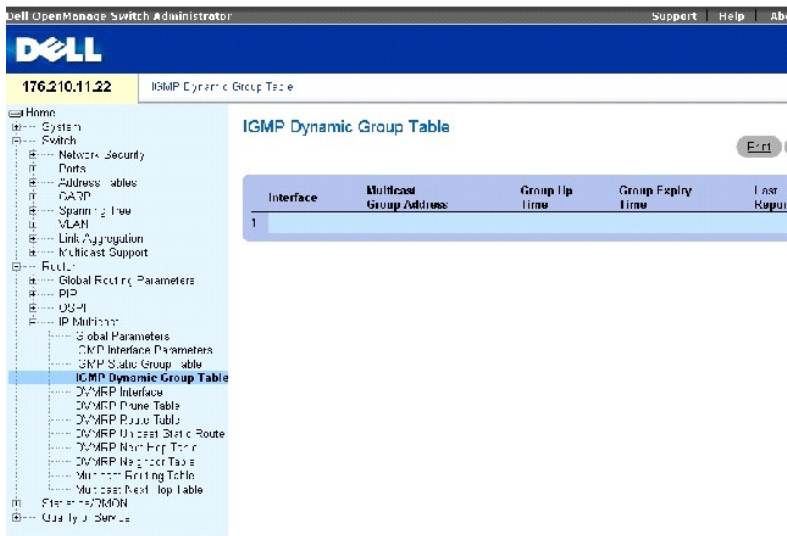 Dell OpenManage Switch Administrator
Support Help
DELL
176.210.11.22
IGMP Dynamic Group Table
Home
System
Switch
Network Security
Ports
Address Tables
GARP
Spanning Tree
VLAN
Link Aggregation
Multicast Support
Router
Global Routing Parameters
RIP
OSPF
IP Multicast
Global Parameters
IGMP Interface Parameters
IGMP Static Group Table
IGMP Dynamic Group Table
DVMRP Interface
DVMRP Prune Table
DVMRP Route Table
DVMRP Unicast Static Route
DVMRP Next Hop Table
DVMRP Neighbor Table
Multicast Routing Table
Multicast Next Hop Table
Statistics/RMON
Quality of Service
IGMP Dynamic Group Table
Print
Interface
Multicast
Group Address
Group Up
Time
Group Expiry
Time
Last
1